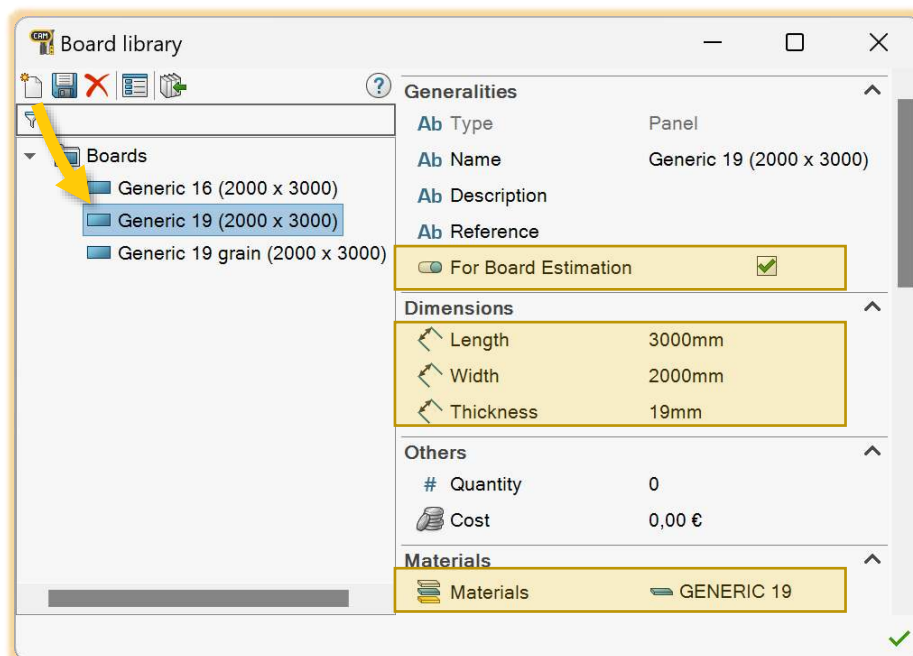 CAM
Board library
Boards
Generic 16 (2000 x 3000)
Generic 19 (2000 x 3000)
Generic 19 grain (2000 x 3000)
?
Generalities
Ab Type Panel
Ab Name Generic 19 (2000 x 3000)
Ab Description
Ab Reference
For Board Estimation
Dimensions
Length 3000mm
Width 2000mm
Thickness 19mm
Others
# Quantity 0
Cost 0,00 €
Materials
Materials GENERIC 19